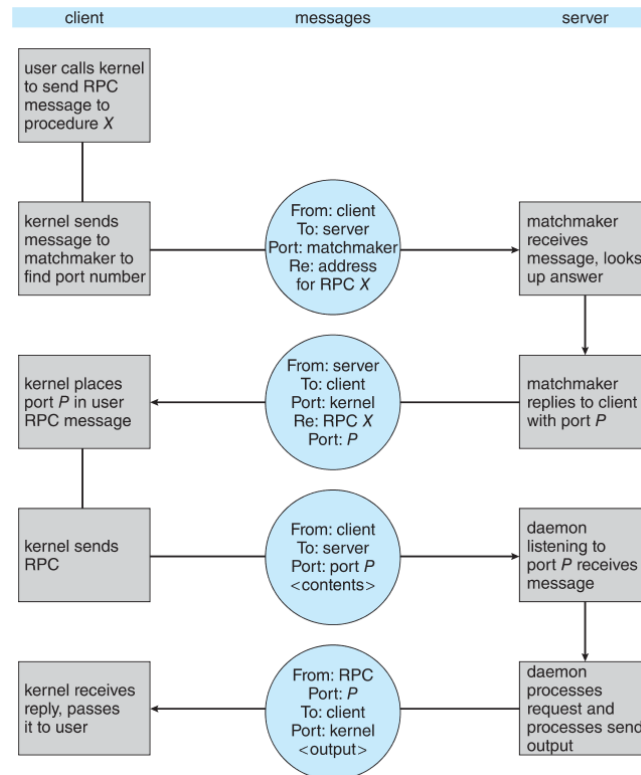 client
messages
server
user calls kernel
to send RPC
message to
procedure X
kernel sends
message to
matchmaker to
find port number
From: client
To: server
Port: matchmaker
Re: address
for RPC X
matchmaker
receives
message, looks
up answer
kernel places
port P in user
RPC message
From: server
To: client
Port: kernel
Re: RPC X
Port: P
matchmaker
replies to client
with port P
kernel sends
RPC
From: client
To: server
Port: port P
<contents>
daemon
listening to
port P receives
message
kernel receives
reply, passes
it to user
From: RPC
Port: P
To: client
Port: kernel
<output>
daemon
processes
request and
processes send
output